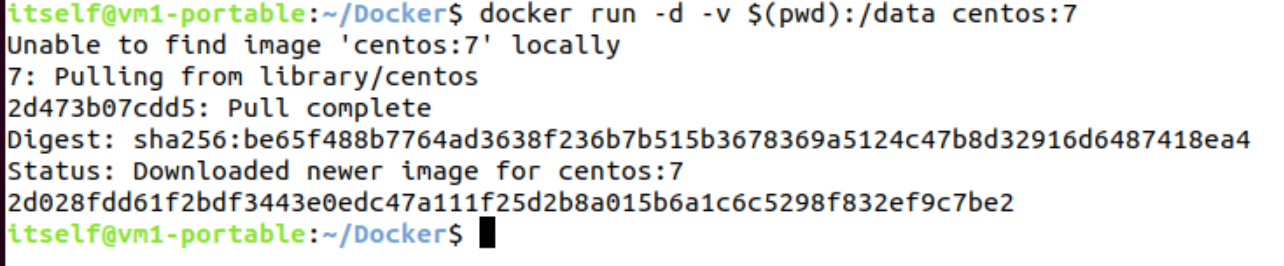 itself@vm1-portable:~/Docker$ docker run -d -v $(pwd):/data centos:7
Unable to find image 'centos:7' locally
7: Pulling from library/centos
2d473b07cdd5: Pull complete
Digest: sha256:be65f488b7764ad3638f236b7b515b3678369a5124c47b8d32916d6487418ea4
Status: Downloaded newer image for centos:7
2d028fdd61f2bdf3443e0edc47a111f25d2b8a015b6a1c6c5298f832ef9c7be2
itself@vm1-portable:~/Docker$